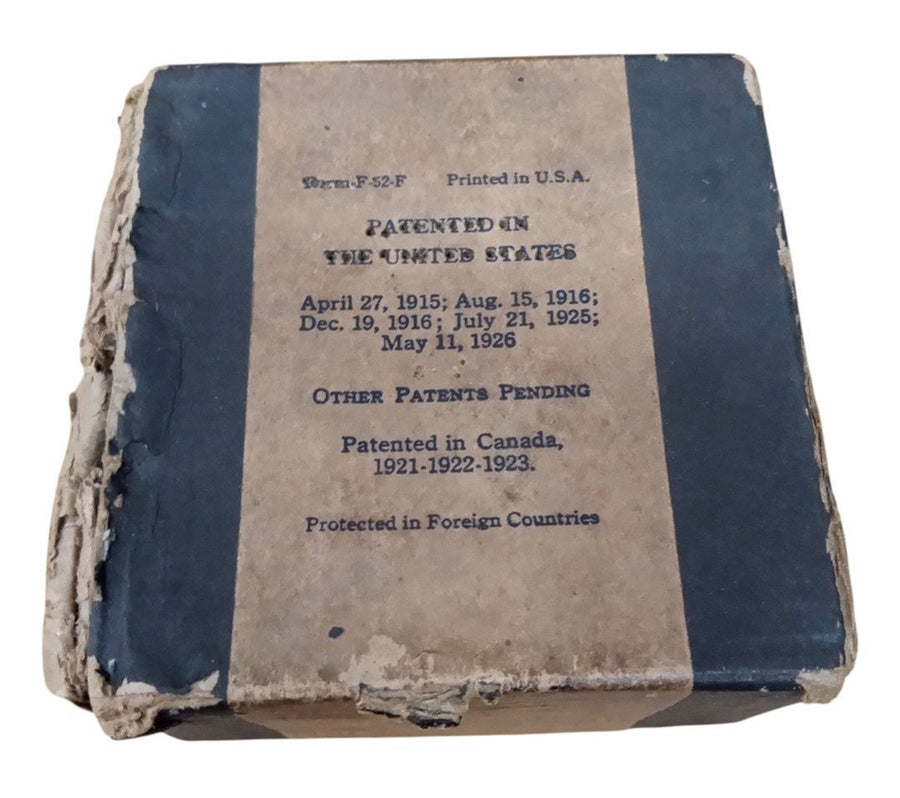 Form F-52-F Printed in U.S.A.
PATENTED IN
THE UNITED STATES
April 27, 1915; Aug. 15, 1916;
Dec. 19, 1916; July 21, 1925;
May 11, 1926
OTHER PATENTS PENDING
Patented in Canada,
1921-1922-1923.
Protected in Foreign Countries